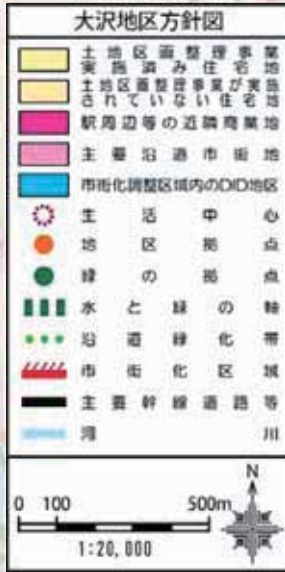 大沢地区方針図
土地区画整理事業
実施済み住宅地
土地区画整理事業が実施
されていない住宅地
駅周辺等の近隣商業地
主要沿道市街地
市街化調整区域内のDID地区
生活中心
地区拠点
緑の拠点
水と緑の軸
沿道緑化帯
市街化区域
主要幹線道路等
河川
N
0 100 500m
1:20,000